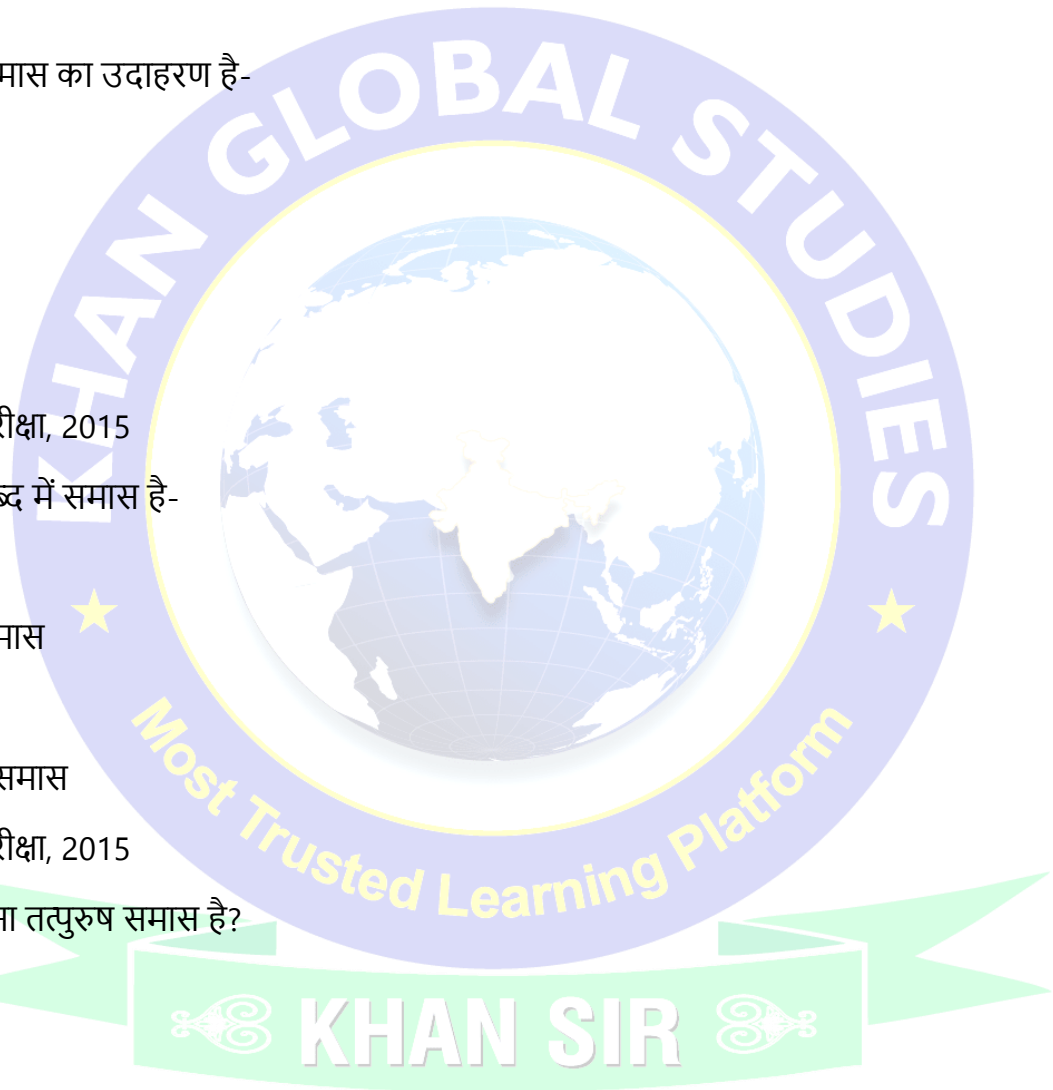 मास का उदाहरण है-
KHAN GLOBAL STUDIES
रीक्षा, 2015
ब्द में समास है-
मास
समास
रीक्षा, 2015
सा तत्पुरुष समास है?
Most Trusted Learning Platform
KHAN SIR